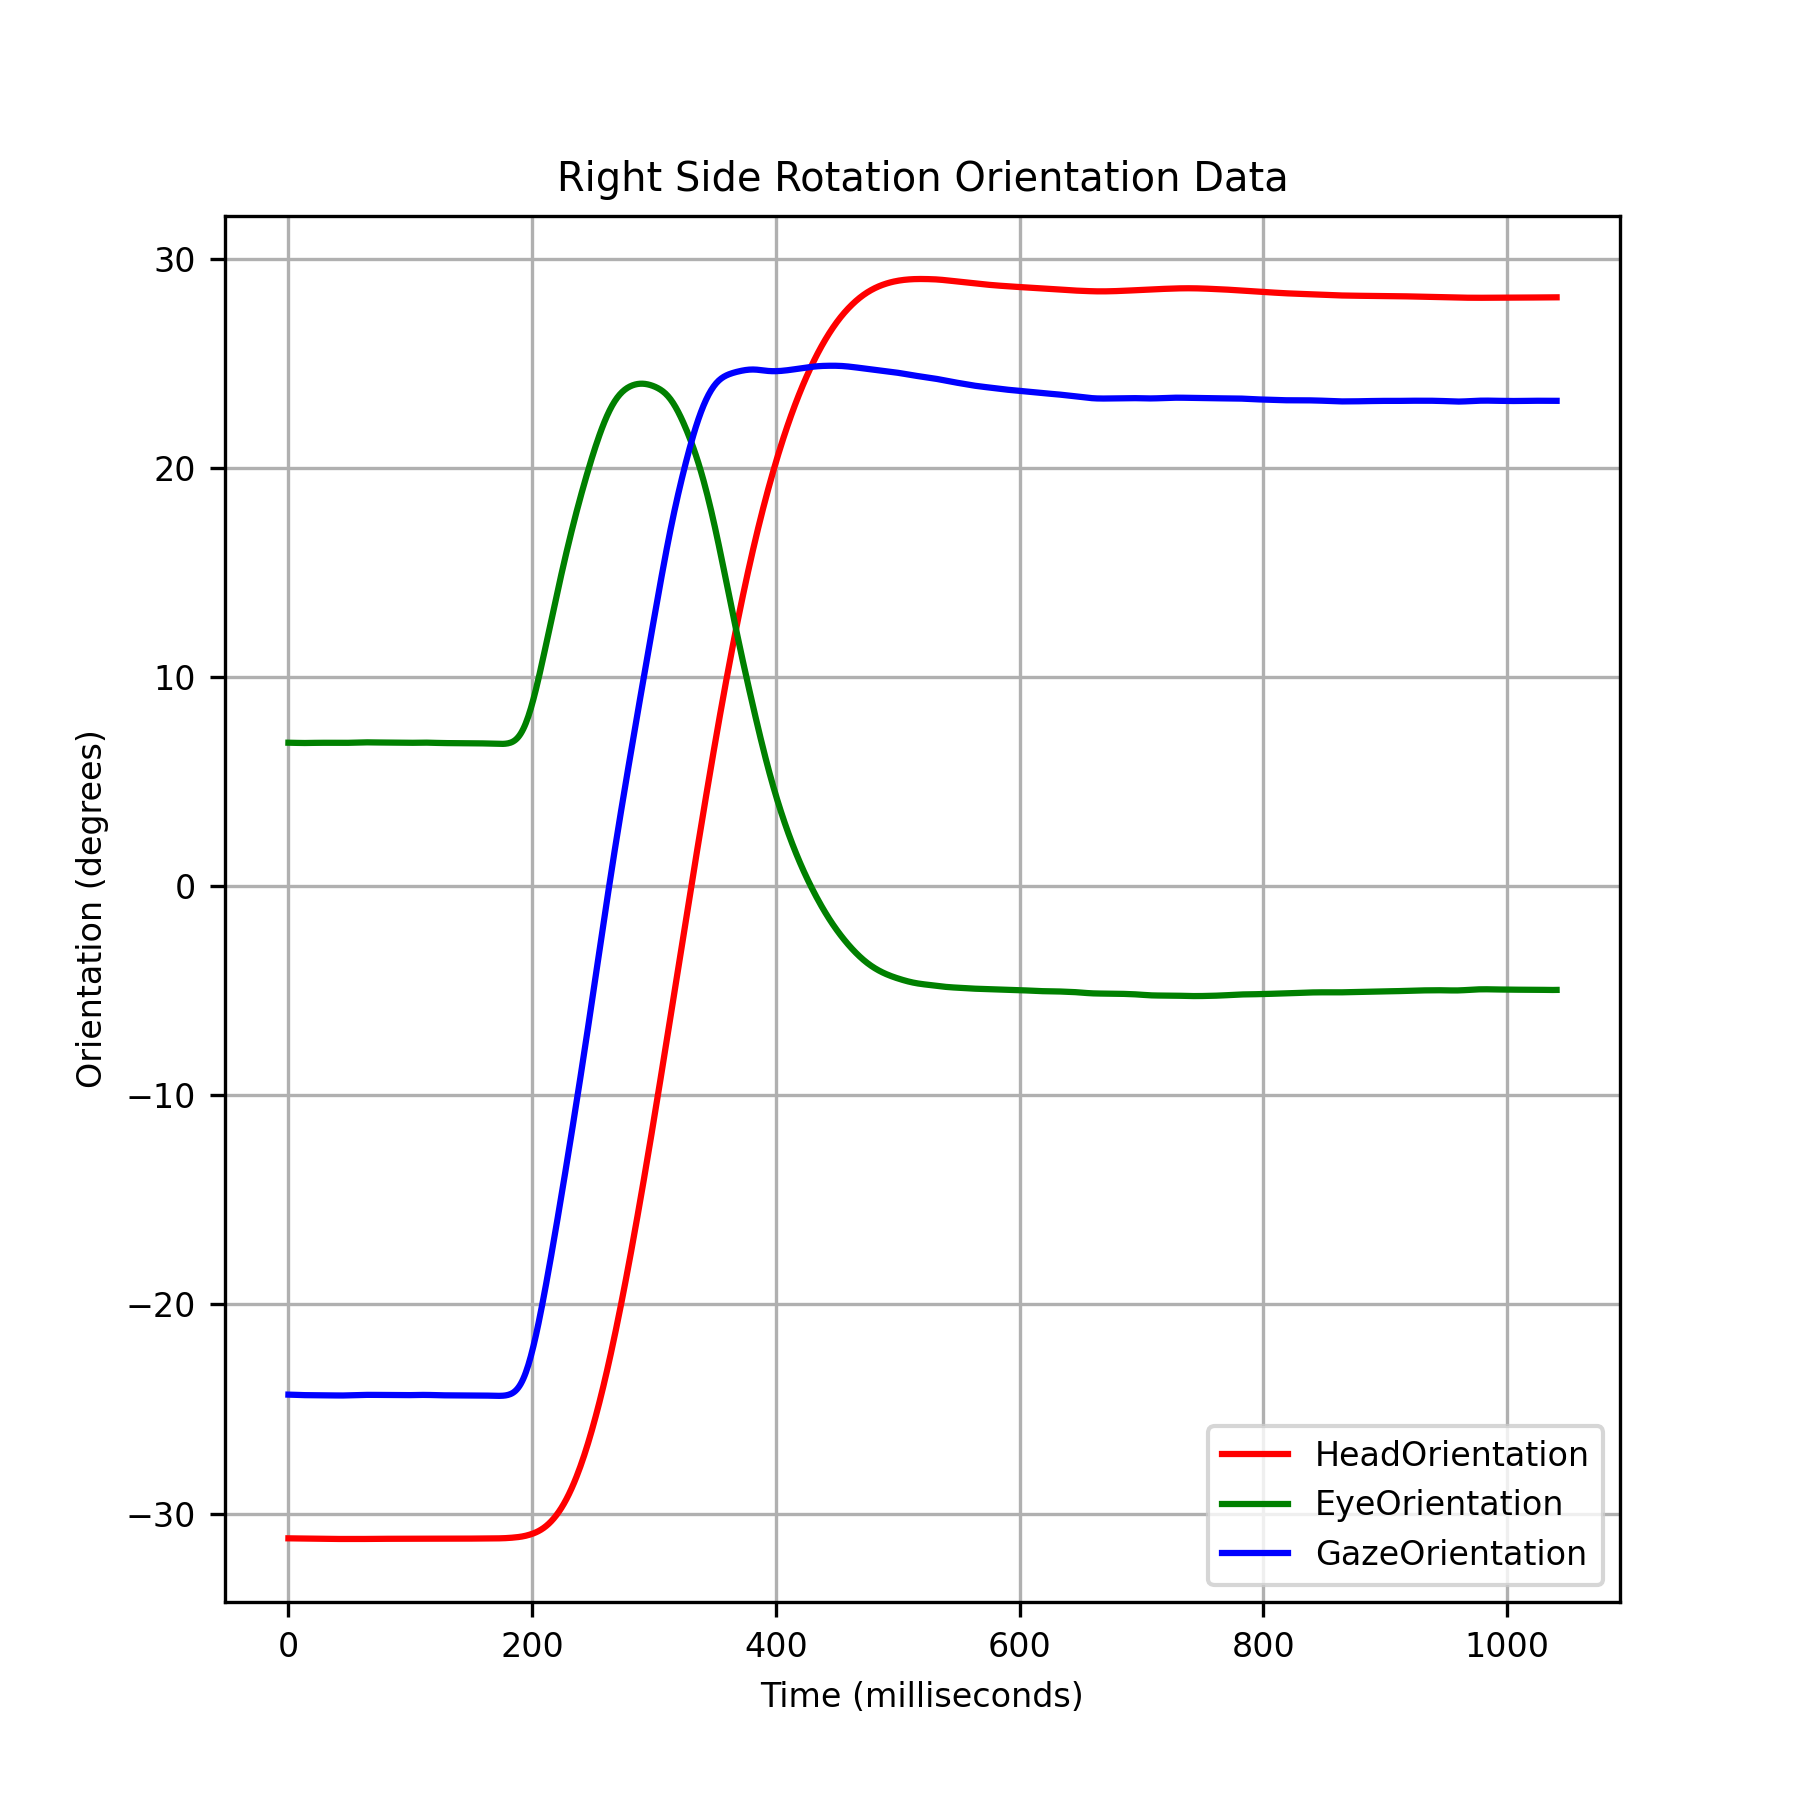 Right Side Rotation Orientation Data
Orientation (degrees)
30
20
10
0
−10
−20
−30
HeadOrientation
EyeOrientation
GazeOrientation
0 200 400 600 800 1000
Time (milliseconds)